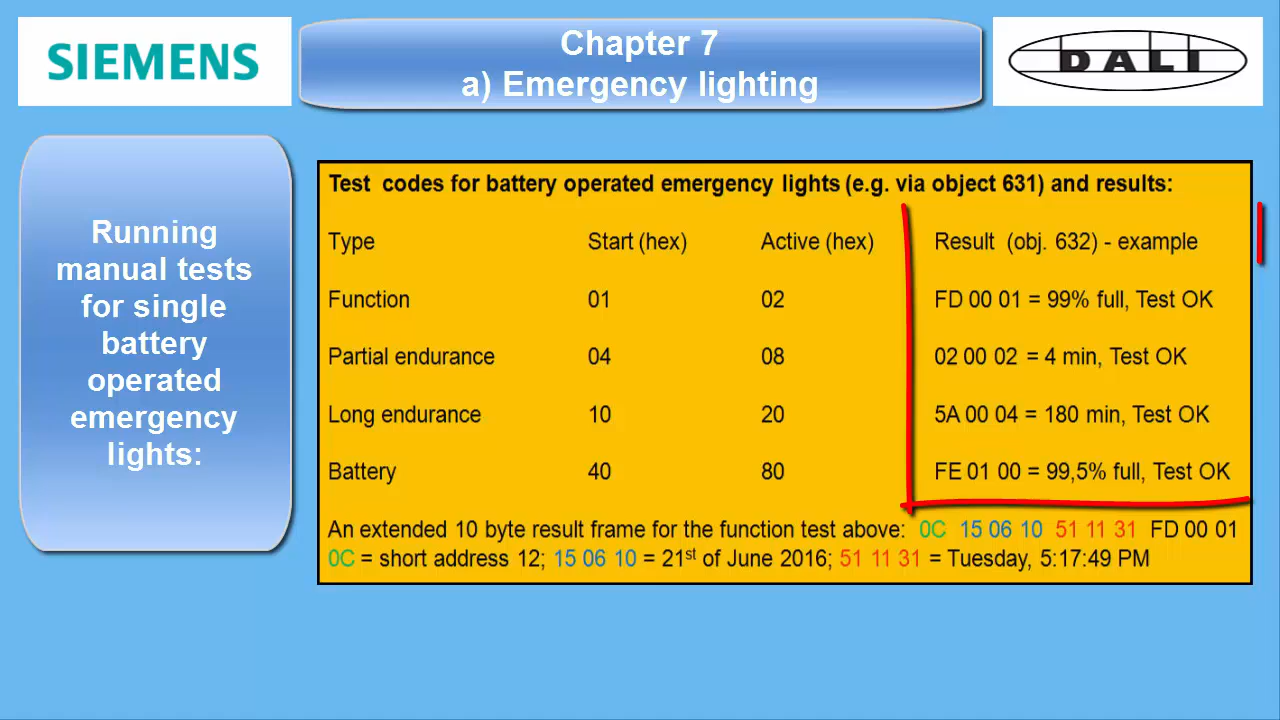 SIEMENS
Chapter 7
a) Emergency lighting
DALI
Running
manual tests
for single
battery
operated
emergency
lights:
Test codes for battery operated emergency lights (e.g. via object 631) and results:
Type Start (hex) Active (hex) Result (obj. 632) - example
Function 01 02 FD 00 01 = 99% full, Test OK
Partial endurance 04 08 02 00 02 = 4 min, Test OK
Long endurance 10 20 5A 00 04 = 180 min, Test OK
Battery 40 80 FE 01 00 = 99,5% full, Test OK
An extended 10 byte result frame for the function test above: 0C 15 06 10 51 11 31 FD 00 01
0C = short address 12; 15 06 10 = 21st of June 2016; 51 11 31 = Tuesday, 5:17:49 PM